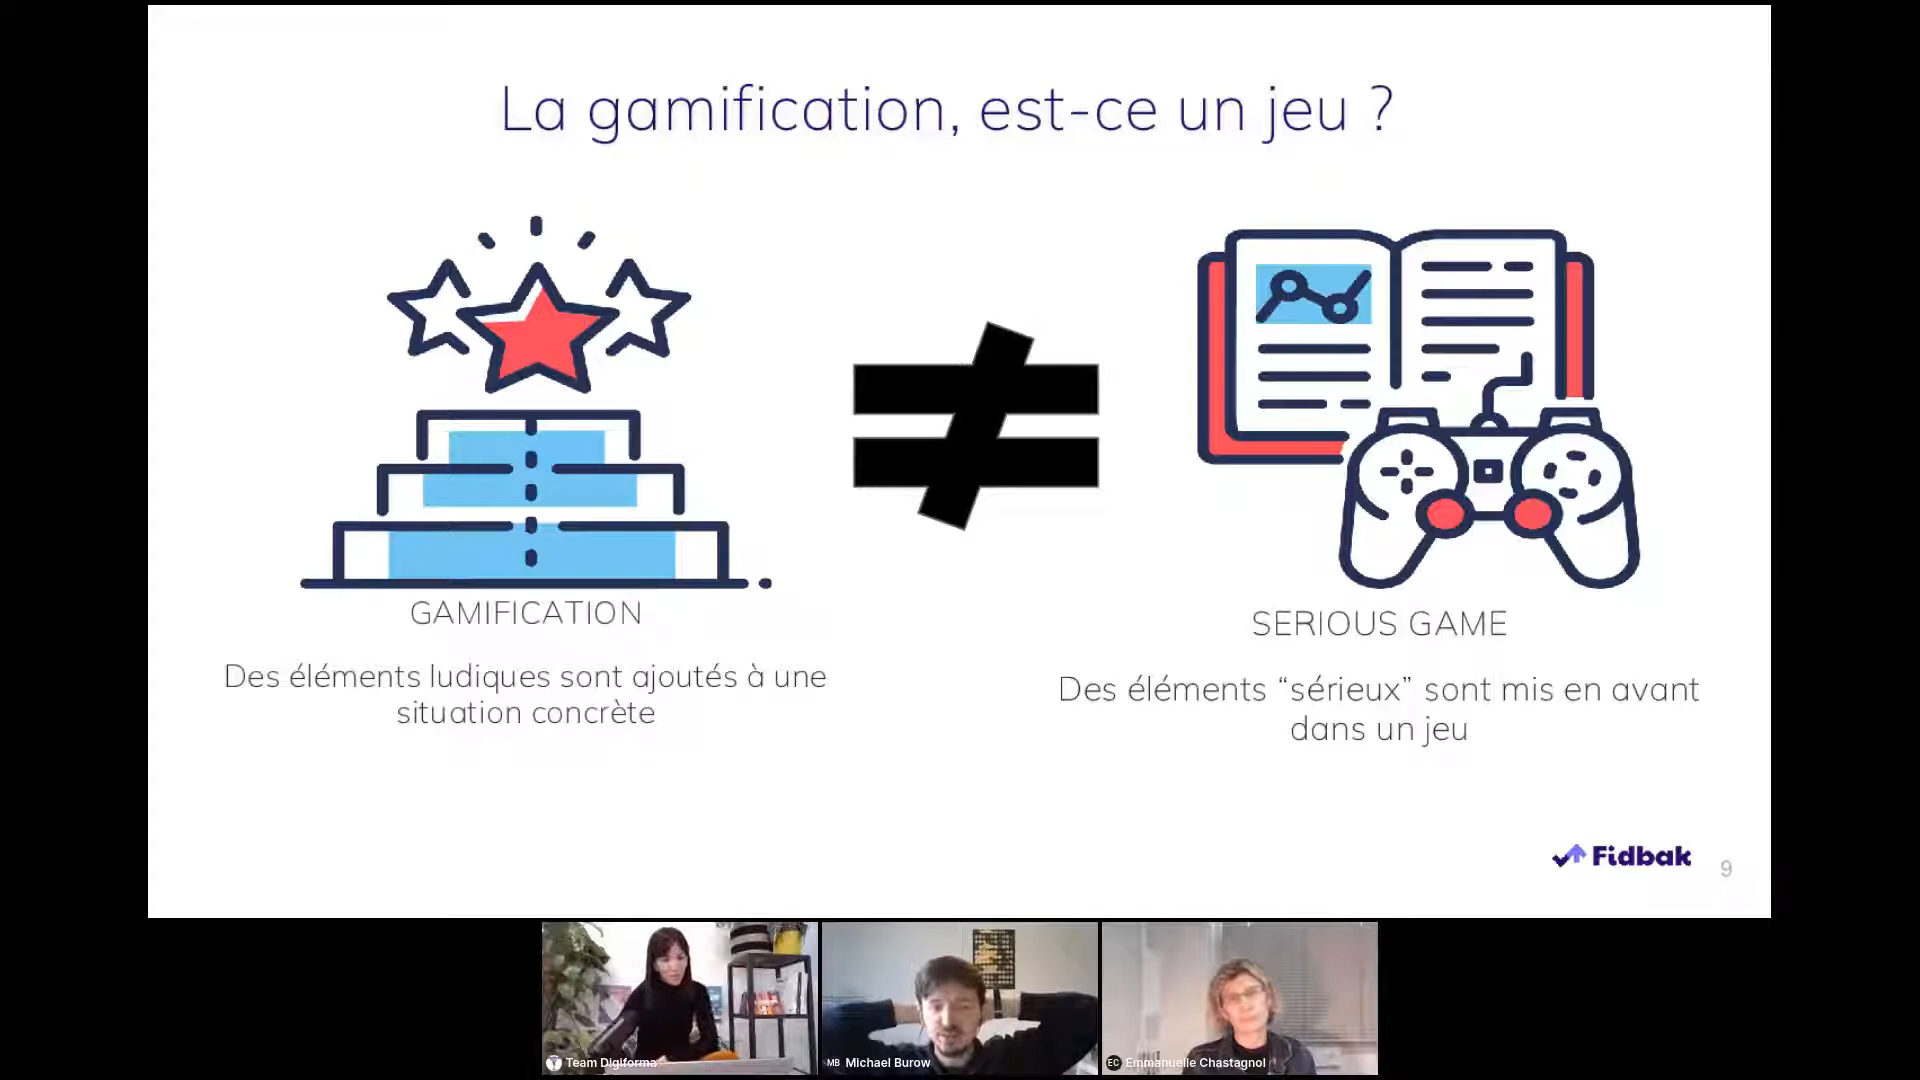 La gamification, est-ce un jeu ?
GAMIFICATION
Des éléments ludiques sont ajoutés à une
situation concrète
SERIOUS GAME
Des éléments “sérieux” sont mis en avant
dans un jeu
Fidbak
9
Team Digiforma
MB Michael Burow
EC Emmanuelle Chastagnol